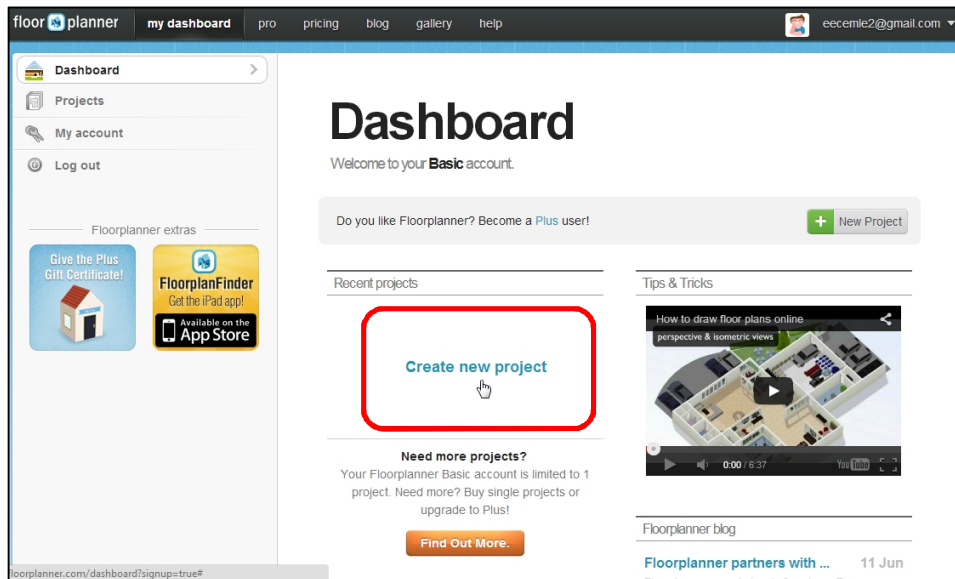 floor planner my dashboard pro pricing blog gallery help eecemle2@gmail.com
Dashboard
Projects
My account
Log out
Floorplanner extras
Give the Plus
Gift Certificate!
FloorplanFinder
Get the iPad app!
Available on the
App Store
Dashboard
Welcome to your Basic account.
Do you like Floorplanner? Become a Plus user!
New Project
Recent projects
Create new project
Need more projects?
Your Floorplanner Basic account is limited to 1
project. Need more? Buy single projects or
upgrade to Plus!
Find Out More.
Tips & Tricks
How to draw floor plans online
perspective & isometric views
0:00 / 6:37 YouTube
Floorplanner blog
Floorplanner partners with ... 11 Jun
loorplanner.com/dashboard?signup=true#